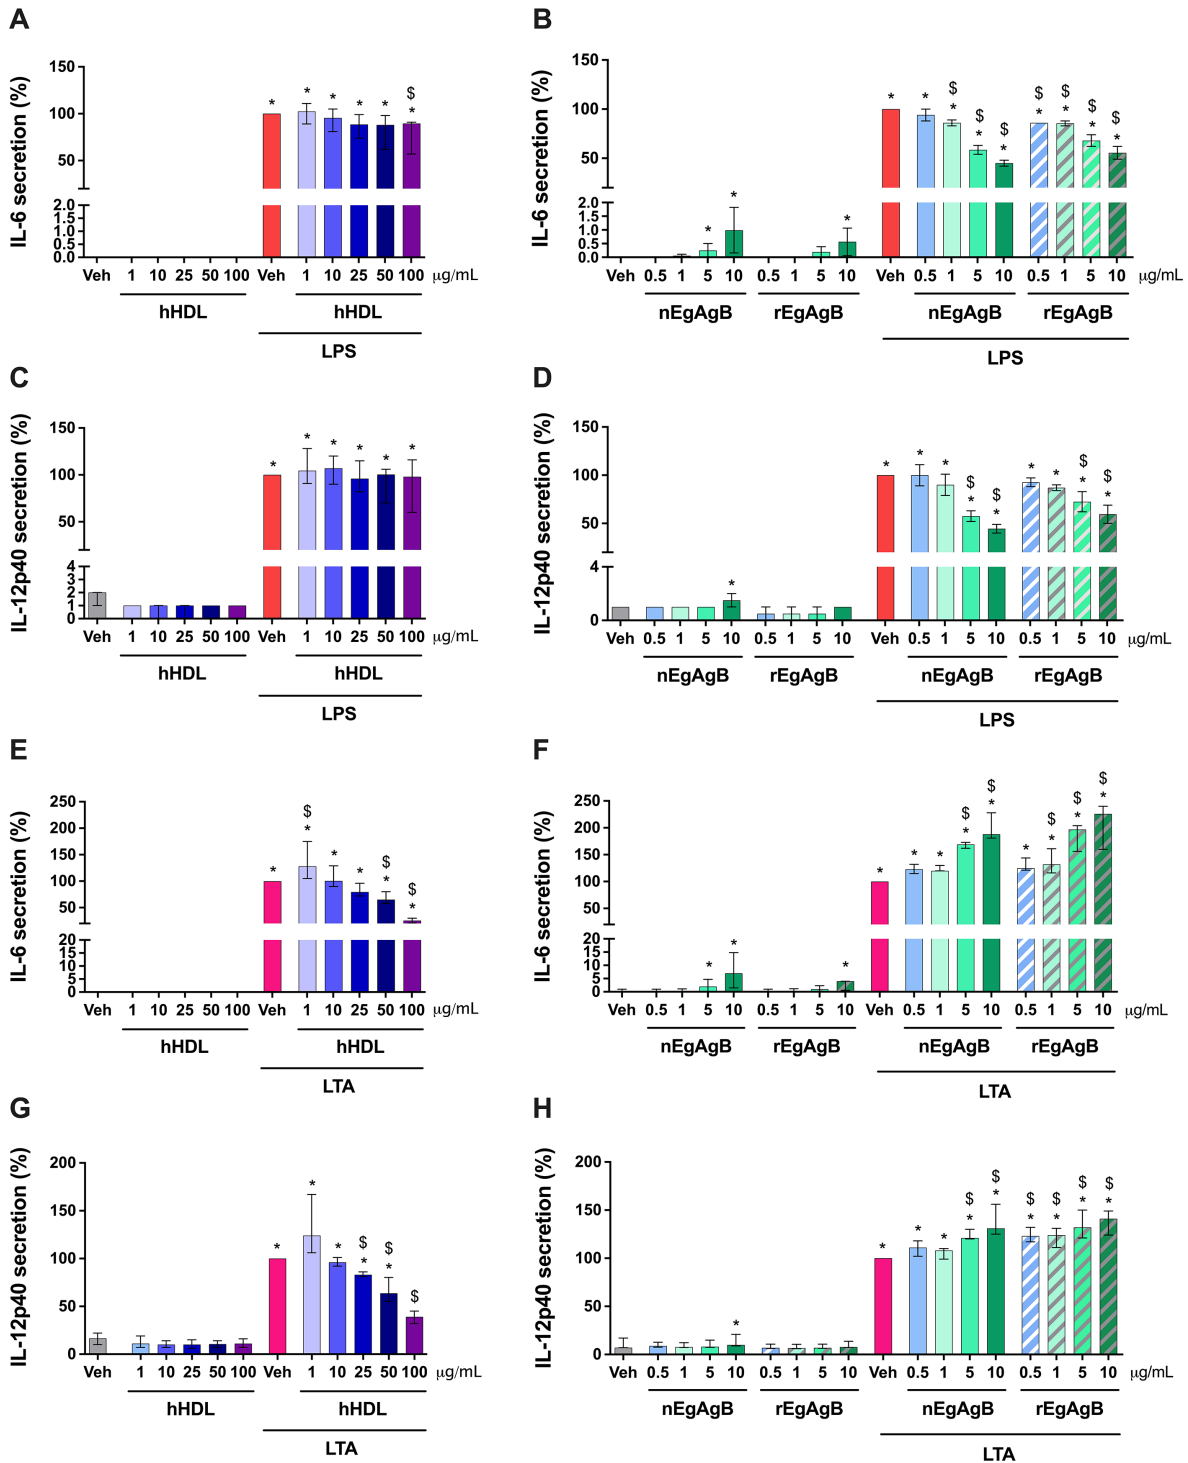 A
IL-6 secretion (%)
150
100
50
2.0
1.5
1.0
0.5
0.0
* * * * * $ *
Veh 1 10 25 50 100 Veh 1 10 25 50 100 μg/mL
hHDL hHDL
LPS
B
IL-6 secretion (%)
150
100
50
2.0
1.5
1.0
0.5
0.0
* * * * * $ * $ * $ * $ $ * $ * $ *
Veh 0.5 1 5 10 0.5 1 5 10 Veh 0.5 1 5 10 0.5 1 5 10 μg/mL
nEgAgB rEgAgB nEgAgB rEgAgB
LPS
C
IL-12p40 secretion (%)
150
100
50
4
3
2
1
0
* * * * * *
Veh 1 10 25 50 100 Veh 1 10 25 50 100 μg/mL
hHDL hHDL
LPS
D
IL-12p40 secretion (%)
150
100
50
4
0
* * * * $ * $ * * * $ * $ *
Veh 0.5 1 5 10 0.5 1 5 10 Veh 0.5 1 5 10 0.5 1 5 10 μg/mL
nEgAgB rEgAgB nEgAgB rEgAgB
LPS
E
IL-6 secretion (%)
250
200
150
100
50
20
15
10
5
0
* $ * * * $ * $ *
Veh 1 10 25 50 100 Veh 1 10 25 50 100 μg/mL
hHDL hHDL
LTA
F
IL-6 secretion (%)
250
200
150
100
50
20
15
10
5
0
* * * * * * $ * $ * * $ * $ * $ *
Veh 0.5 1 5 10 0.5 1 5 10 Veh 0.5 1 5 10 0.5 1 5 10 μg/mL
nEgAgB rEgAgB nEgAgB rEgAgB
LTA
G
IL-12p40 secretion (%)
200
150
100
50
0
* * * $ * $ * $
Veh 1 10 25 50 100 Veh 1 10 25 50 100 μg/mL
hHDL hHDL
LTA
H
IL-12p40 secretion (%)
200
150
100
50
0
* * * * $ * $ * $ * $ * $ * $ *
Veh 0.5 1 5 10 0.5 1 5 10 Veh 0.5 1 5 10 0.5 1 5 10 μg/mL
nEgAgB rEgAgB nEgAgB rEgAgB
LTA